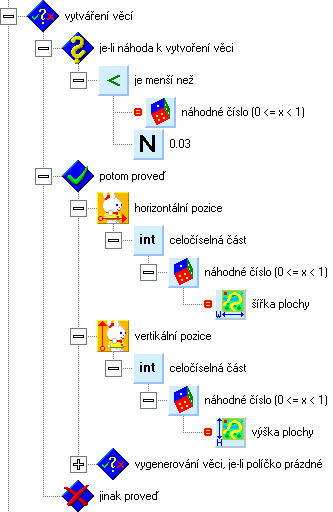 vytváření věcí
je-li náhoda k vytvoření věci
< je menší než
náhodné číslo (0 <= x < 1)
N 0.03
potom proveď
horizontální pozice
int celočíselná část
náhodné číslo (0 <= x < 1)
W šířka plochy
vertikální pozice
int celočíselná část
náhodné číslo (0 <= x < 1)
H výška plochy
vygenerování věci, je-li políčko prázdné
jinak proveď